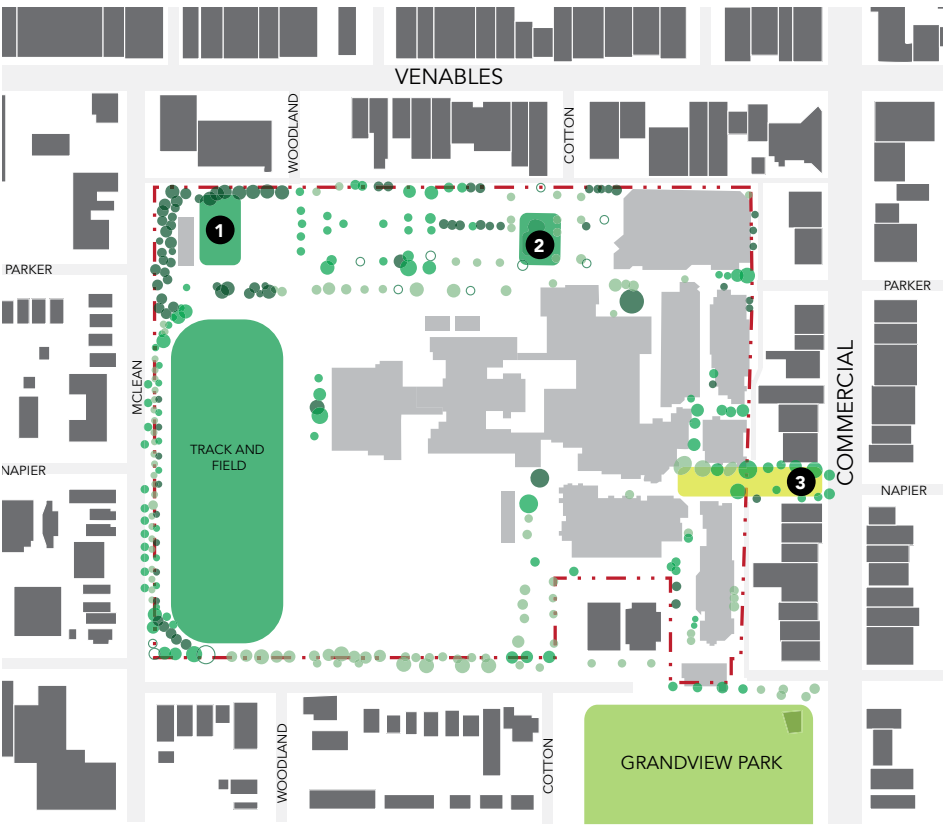 VENABLES
WOODLAND
COTTON
1
2
PARKER
PARKER
MCLEAN
COMMERCIAL
TRACK AND
FIELD
NAPIER
3
NAPIER
WOODLAND
COTTON
GRANDVIEW PARK